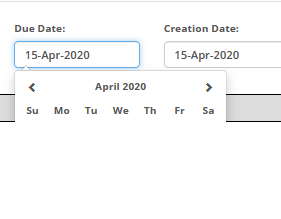 Due Date: Creation Date:
15-Apr-2020 15-Apr-2020
April 2020
Su Mo Tu We Th Fr Sa